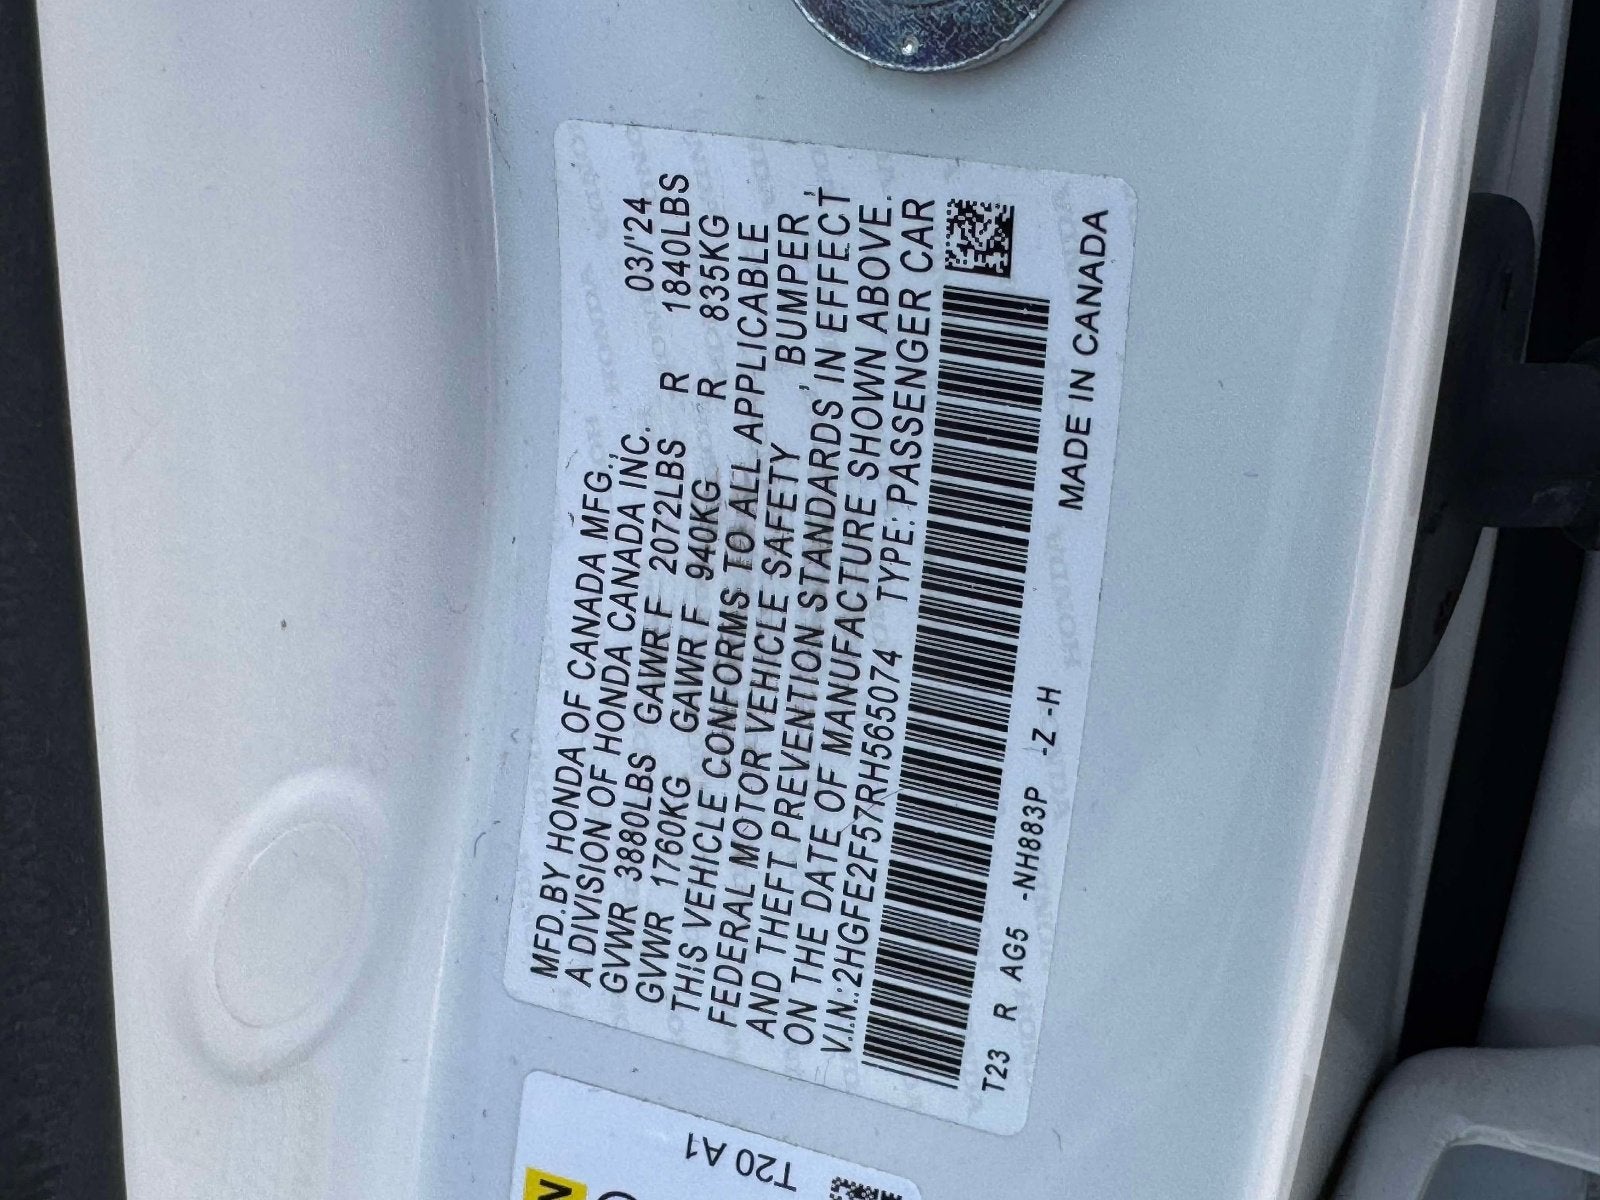 MFD.BY HONDA OF CANADA MFG.,
A DIVISION OF HONDA CANADA INC. 03/'24
GVWR 3880LBS GAWR F 2072LBS R 1840LBS
GVWR 1760KG GAWR F 940KG R 835KG
THIS VEHICLE CONFORMS TO ALL APPLICABLE
FEDERAL MOTOR VEHICLE SAFETY , BUMPER ,
AND THEFT PREVENTION STANDARDS IN EFFECT
ON THE DATE OF MANUFACTURE SHOWN ABOVE.
V.I.N.:2HGFE2F57RH565074 TYPE: PASSENGER CAR
T23 R AG5 -NH883P -Z -H MADE IN CANADA
T20 A1